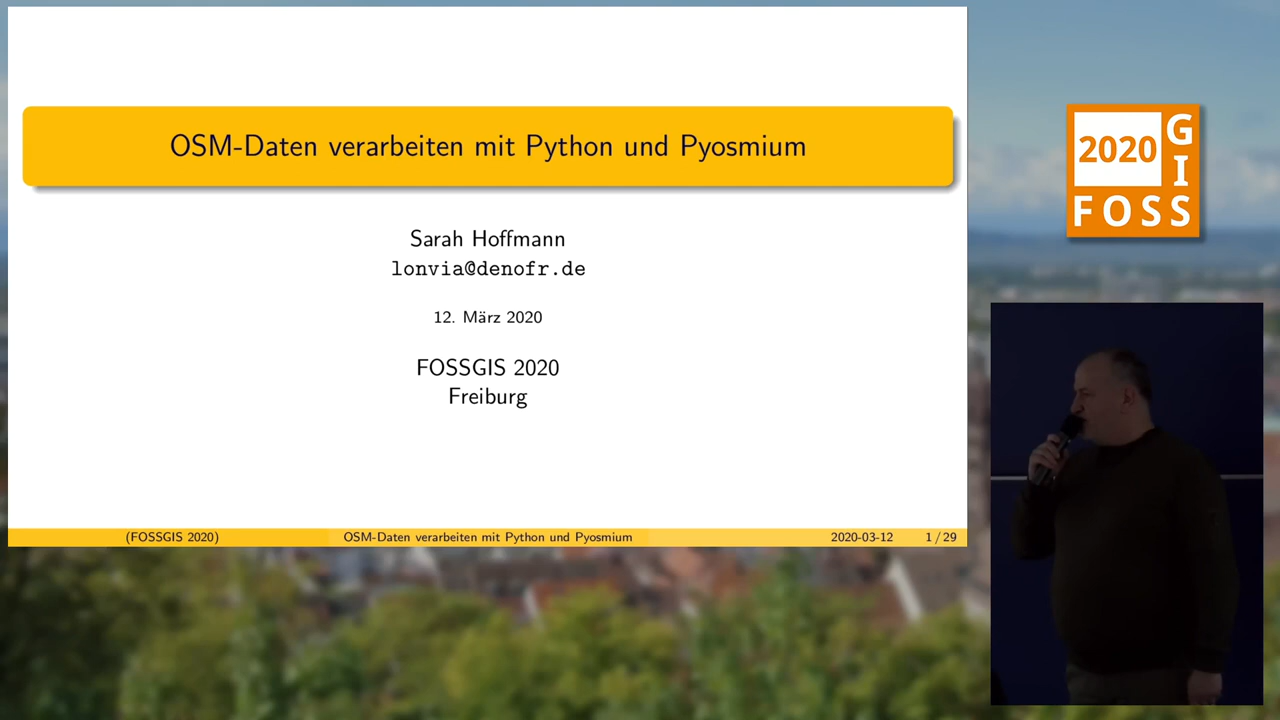 OSM-Daten verarbeiten mit Python und Pyosmium
Sarah Hoffmann
lonvia@denofr.de
12. März 2020
FOSSGIS 2020
Freiburg
(FOSSGIS 2020) OSM-Daten verarbeiten mit Python und Pyosmium 2020-03-12 1 / 29
2020 G
I
FOSS